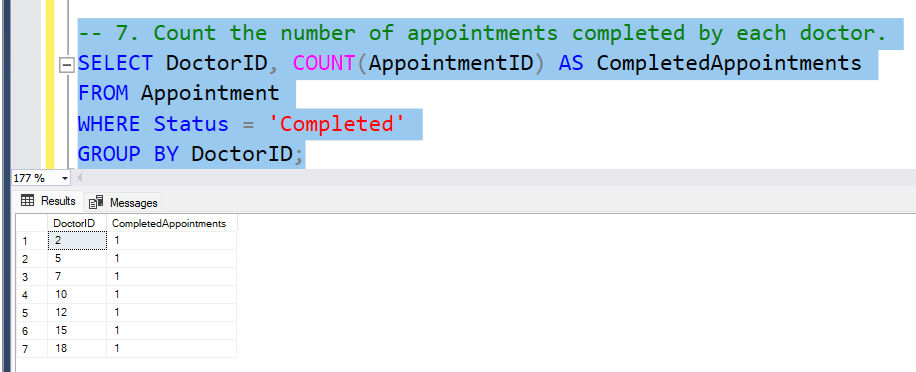 -- 7. Count the number of appointments completed by each doctor.
SELECT DoctorID, COUNT(AppointmentID) AS CompletedAppointments
FROM Appointment
WHERE Status = 'Completed'
GROUP BY DoctorID;
177 %
Results Messages
DoctorID CompletedAppointments
1 2 1
2 5 1
3 7 1
4 10 1
5 12 1
6 15 1
7 18 1